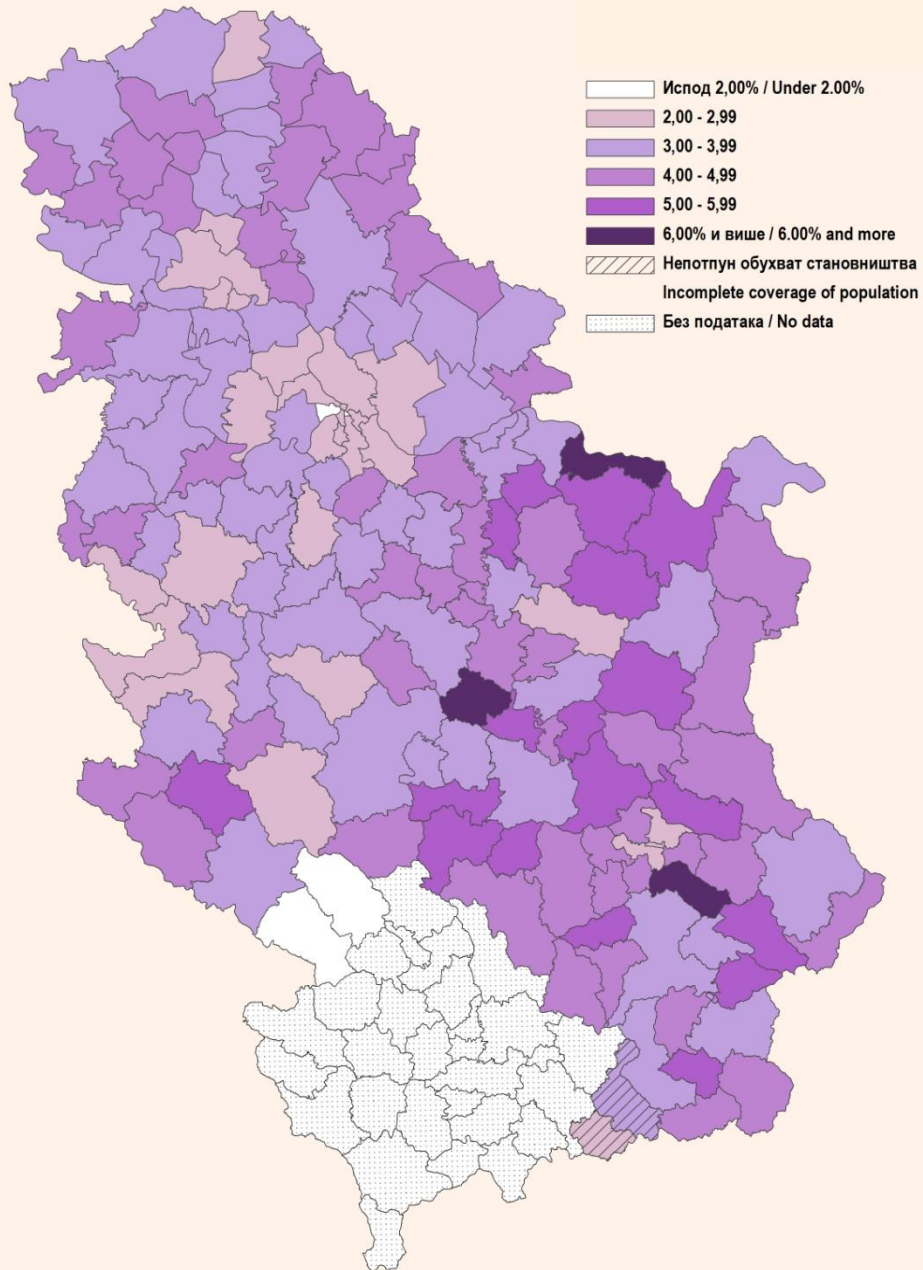 Испод 2,00% / Under 2.00%
2,00 - 2,99
3,00 - 3,99
4,00 - 4,99
5,00 - 5,99
6,00% и више / 6.00% and more
Непотпун обухват становништва
Incomplete coverage of population
Без података / No data